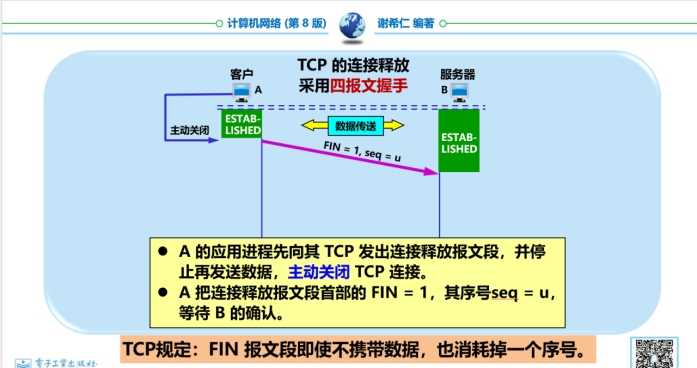 计算机网络 (第 8 版)
谢希仁 编著
TCP 的连接释放
采用四报文握手
客户
服务器
A
B
ESTAB-
LISHED
数据传送
ESTAB-
LISHED
主动关闭
FIN = 1, seq = u
● A 的应用进程先向其 TCP 发出连接释放报文段，并停
止再发送数据，主动关闭 TCP 连接。
● A 把连接释放报文段首部的 FIN = 1，其序号seq = u，
等待 B 的确认。
TCP规定：FIN 报文段即使不携带数据，也消耗掉一个序号。
電子工業出版社·